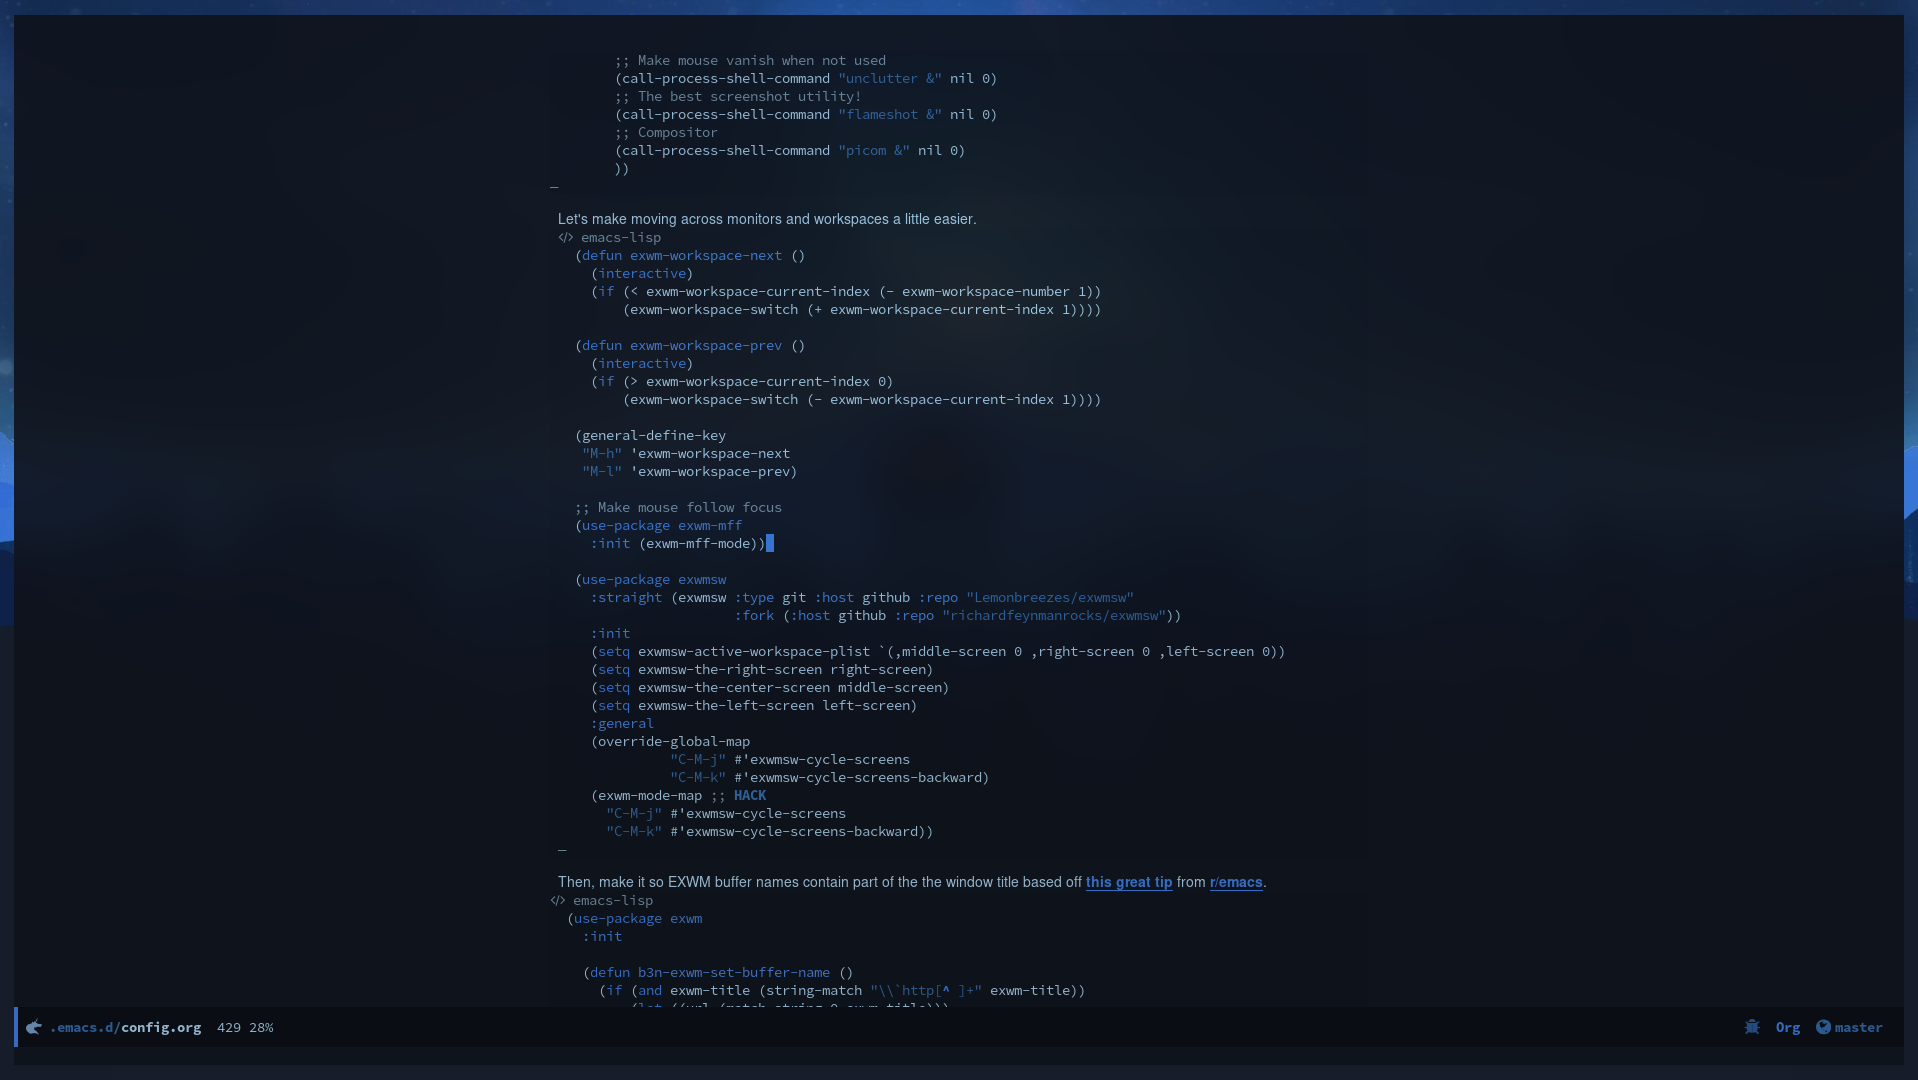 ;; Make mouse vanish when not used
(call-process-shell-command "unclutter &" nil 0)
;; The best screenshot utility!
(call-process-shell-command "flameshot &" nil 0)
;; Compositor
(call-process-shell-command "picom &" nil 0)
))
Let's make moving across monitors and workspaces a little easier.
</> emacs-lisp
(defun exwm-workspace-next ()
(interactive)
(if (< exwm-workspace-current-index (- exwm-workspace-number 1))
(exwm-workspace-switch (+ exwm-workspace-current-index 1))))
(defun exwm-workspace-prev ()
(interactive)
(if (> exwm-workspace-current-index 0)
(exwm-workspace-switch (- exwm-workspace-current-index 1))))
(general-define-key
"M-h" 'exwm-workspace-next
"M-l" 'exwm-workspace-prev)
;; Make mouse follow focus
(use-package exwm-mff
:init (exwm-mff-mode))
(use-package exwmsw
:straight (exwmsw :type git :host github :repo "Lemonbreezes/exwmsw"
:fork (:host github :repo "richardfeynmanrocks/exwmsw"))
:init
(setq exwmsw-active-workspace-plist `(,middle-screen 0 ,right-screen 0 ,left-screen 0))
(setq exwmsw-the-right-screen right-screen)
(setq exwmsw-the-center-screen middle-screen)
(setq exwmsw-the-left-screen left-screen)
:general
(override-global-map
"C-M-j" #'exwmsw-cycle-screens
"C-M-k" #'exwmsw-cycle-screens-backward)
(exwm-mode-map ;; HACK
"C-M-j" #'exwmsw-cycle-screens
"C-M-k" #'exwmsw-cycle-screens-backward))
Then, make it so EXWM buffer names contain part of the the window title based off this great tip from r/emacs.
</> emacs-lisp
(use-package exwm
:init
(defun b3n-exwm-set-buffer-name ()
(if (and exwm-title (string-match "\\`http[^ ]+" exwm-title))
(let ((url (match-string 0 exwm-title)))
.emacs.d/config.org 429 28%
Org master